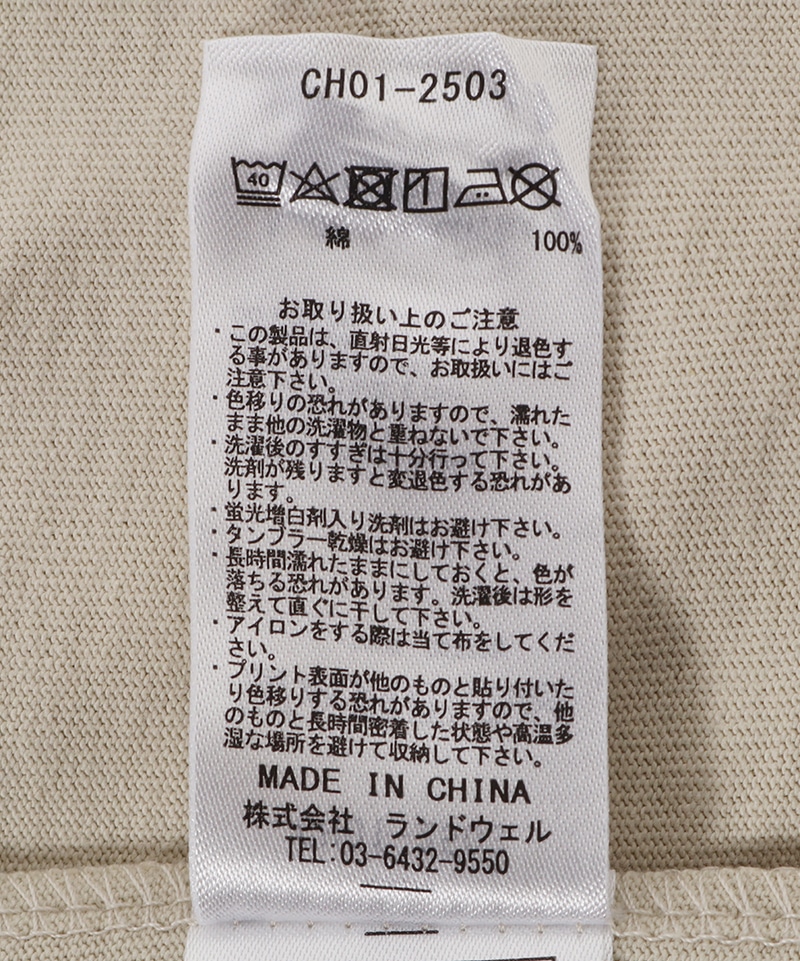 CH01-2503
40
綿 100%
お取り扱い上のご注意
・この製品は、直射日光等により退色す
る事がありますので、お取扱いにはご
注意下さい。
・色移りの恐れがありますので、濡れた
まま他の洗濯物と重ねないで下さい。
・洗濯後のすすぎは十分行って下さい。
洗剤が残りますと変退色する恐れがあ
ります。
・蛍光増白剤入り洗剤はお避け下さい。
・タンブラー乾燥はお避け下さい。
・長時間濡れたままにしておくと、色が
落ちる恐れがあります。洗濯後は形を
整えて直ぐに干して下さい。
・アイロンをする際は当て布をしてくだ
さい。
・プリント表面が他のものと貼り付いた
り色移りする恐れがありますので、他
のものと長時間密着した状態や高温多
湿な場所を避けて収納して下さい。
MADE IN CHINA
株式会社 ランドウェル
TEL:03-6432-9550